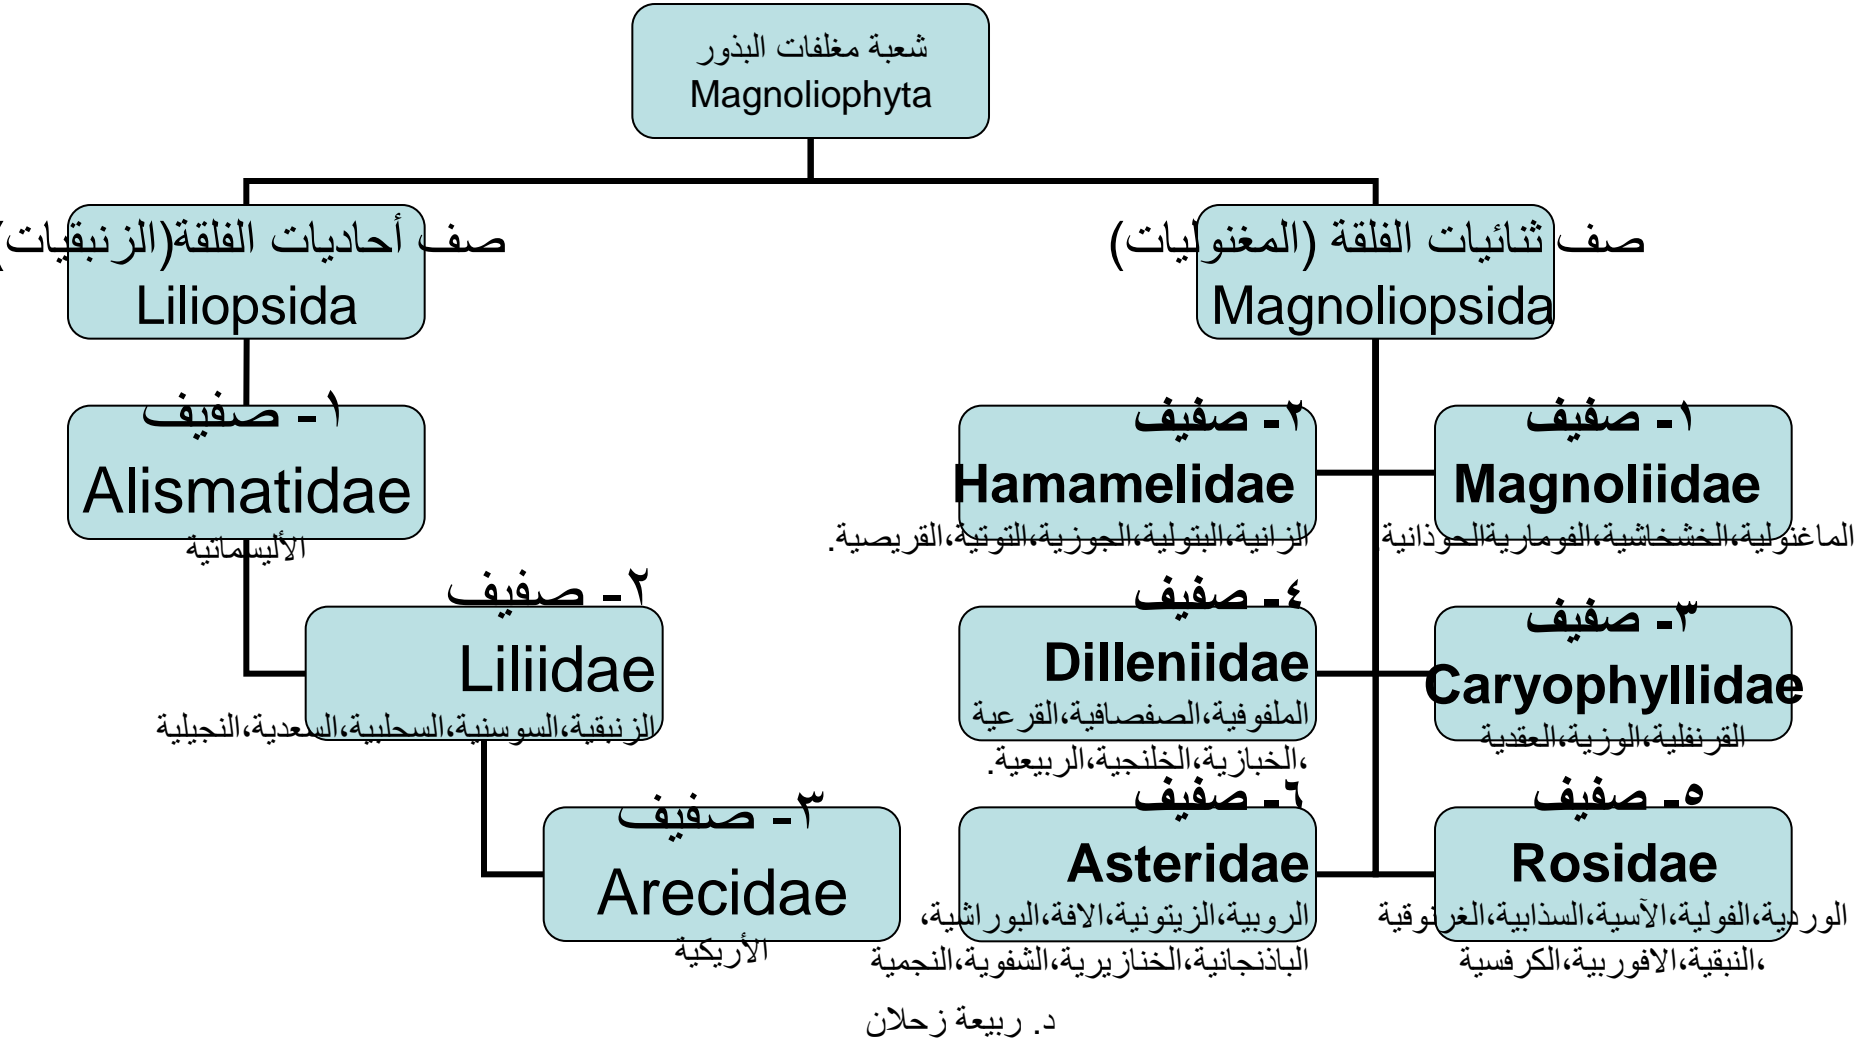 شعبة مغلفات البذور
Magnoliophyta
صف ثنائيات الفلقة (المغنوليات)
Magnoliopsida
صف أحاديات الفلقة(الزنبقيات)
Liliopsida
١- صفيف
Magnoliidae
الماغنولية،الخشخاشية،الفوماريةالحوذانية.
٢- صفيف
Hamamelidae
الزانية،البتولية،الجوزية،التوتية،القريصية.
٣- صفيف
Caryophyllidae
القرنفلية،الوزية،العقدية
٤- صفيف
Dilleniidae
الملفوفية،الصفصافية،القرعية
،الخبازية،الخلنجية،الربيعية.
٥- صفيف
Rosidae
الوردية،الفولية،الآسية،السذابية،الغرنوقية
،النبقية،الافوربية،الكرفسية
٦- صفيف
Asteridae
الروبية،الزيتونية،الافة،البوراشية،
الباذنجانية،الخنازيرية،الشفوية،النجمية
١- صفيف
Alismatidae
الأليسماتية
٢- صفيف
Liliidae
الزنبقية،السوسنية،السحلبية،السعدية،النجيلية
٣- صفيف
Arecidae
الأريكية
د. ربيعة زحلان